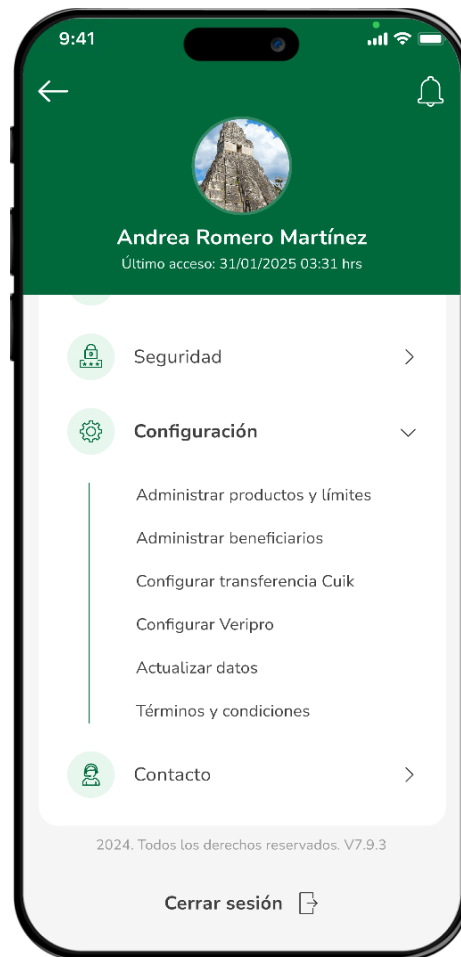 9:41
Andrea Romero Martínez
Último acceso: 31/01/2025 03:31 hrs
Seguridad
Configuración
Administrar productos y límites
Administrar beneficiarios
Configurar transferencia Cuik
Configurar Veripro
Actualizar datos
Términos y condiciones
Contacto
2024. Todos los derechos reservados. V7.9.3
Cerrar sesión